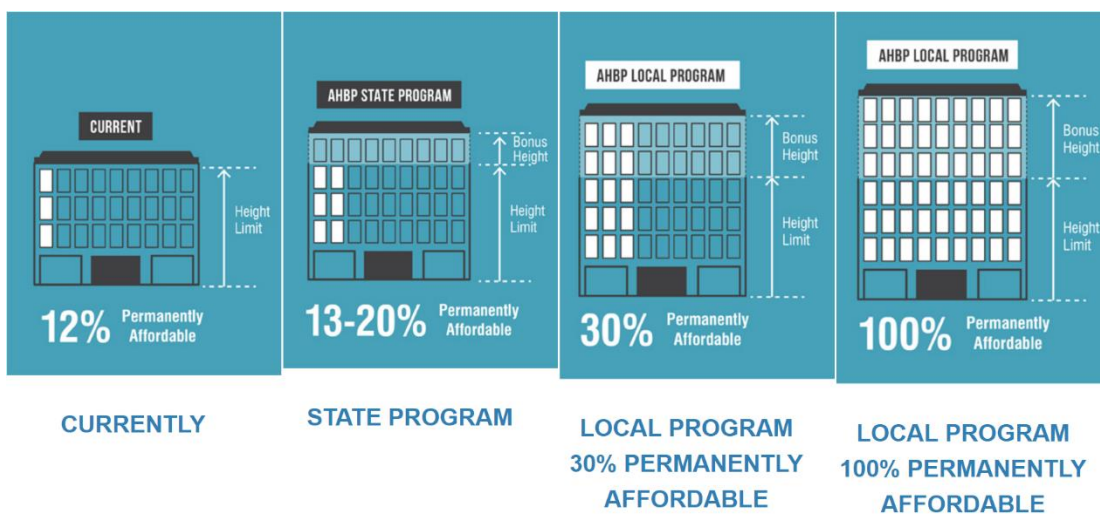 CURRENT
Height
Limit
12%
Permanently
Affordable
CURRENTLY
AHBP STATE PROGRAM
Bonus
Height
Height
Limit
13-20%
Permanently
Affordable
STATE PROGRAM
AHBP LOCAL PROGRAM
Bonus
Height
Height
Limit
30%
Permanently
Affordable
LOCAL PROGRAM
30% PERMANENTLY
AFFORDABLE
AHBP LOCAL PROGRAM
Bonus
Height
Height
Limit
100%
Permanently
Affordable
LOCAL PROGRAM
100% PERMANENTLY
AFFORDABLE